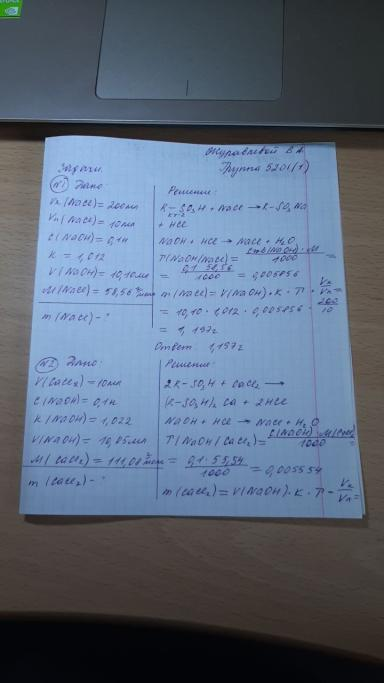 Журавлевой В.А.
Группа 5201(1)
Задачи.
№1 Дано:
Vк(NaCl) = 200мл
Vп(NaCl) = 10мл
C(NaOH) = 0,1н
K = 1,012
V(NaOH) = 10,10мл
M(NaCl) = 58,56 г/моль
m(NaCl) - ?
Решение:
R-SO3H + NaCl → R-SO3Na
+ HCl
NaOH + HCl → NaCl + H2O
T(NaOH/NaCl) = C(NaOH)·M / 1000 =
= 0,1·58,56 / 1000 = 0,005856
m(NaCl) = V(NaOH)·K·T·Vк/Vп
= 10,10·1,012·0,005856·200/10
= 1,197г
Ответ: 1,197г
№2 Дано:
V(CaCl2) = 10мл
C(NaOH) = 0,1н
K(NaOH) = 1,022
V(NaOH) = 10,05мл
M(CaCl2) = 111,08 г/моль
m(CaCl2) - ?
Решение:
2R-SO3H + CaCl2 →
(R-SO3)2Ca + 2HCl
NaOH + HCl → NaCl + H2O
T(NaOH/CaCl2) = C(NaOH)·M(CaCl2) / 1000 =
= 0,1·55,54 / 1000 = 0,005554
m(CaCl2) = V(NaOH)·K·T·Vк/Vп =